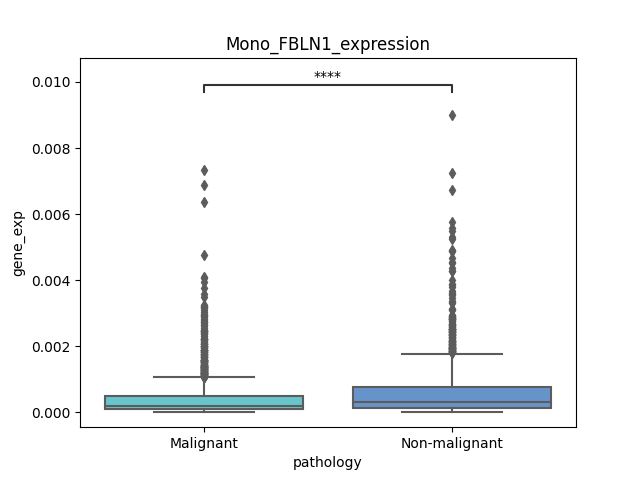 Mono_FBLN1_expression
****
0.010
0.008
0.006
0.004
0.002
0.000
gene_exp
Malignant
Non-malignant
pathology